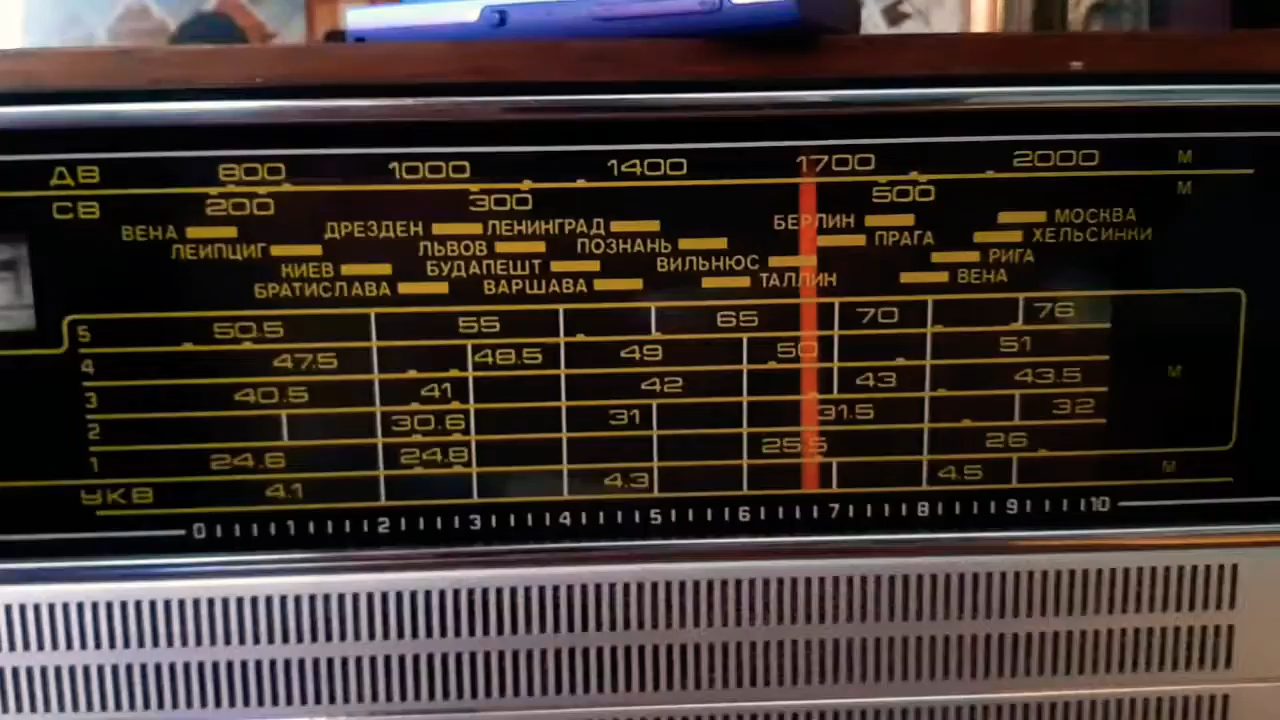 ДВ 800 1000 1400 1700 2000 М
СВ 200 300 500 М
ВЕНА ДРЕЗДЕН ЛЕНИНГРАД БЕРЛИН МОСКВА
ЛЕЙПЦИГ ЛЬВОВ ПОЗНАНЬ ПРАГА ХЕЛЬСИНКИ
КИЕВ БУДАПЕШТ ВИЛЬНЮС РИГА
БРАТИСЛАВА ВАРШАВА ТАЛЛИН ВЕНА
5 50.5 55 65 70 76
4 47.5 48.5 49 50 51
3 40.5 41 42 43 43.5 М
2 30.6 31 31.5 32
1 24.6 24.8 25.5 26
УКВ 4.1 4.3 4.5 М
0 1 2 3 4 5 6 7 8 9 10